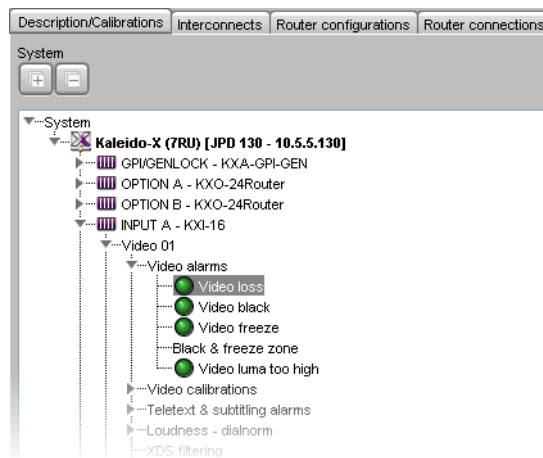 Description/Calibrations Interconnects Router configurations Router connections
System
System
Kaleido-X (7RU) [JPD 130 - 10.5.5.130]
GPI/GENLOCK - KXA-GPI-GEN
OPTION A - KXO-24Router
OPTION B - KXO-24Router
INPUT A - KXI-16
Video 01
Video alarms
Video loss
Video black
Video freeze
Black & freeze zone
Video luma too high
Video calibrations
Teletext & subtitling alarms
Loudness - dialnorm
XDS filtering